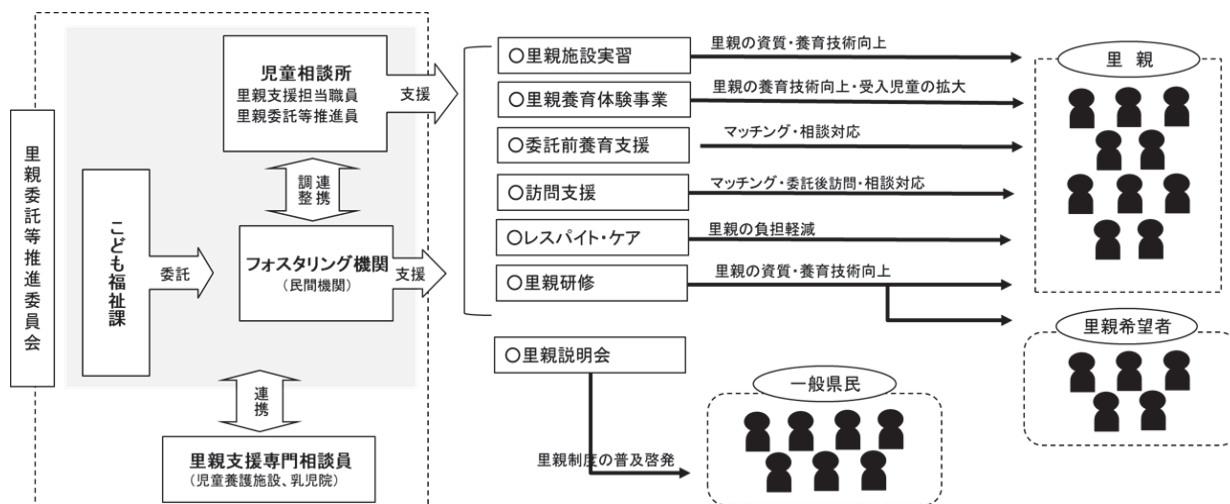 里親委託等推進委員会
こども福祉課
委託
児童相談所
里親支援担当職員
里親委託等推進員
支援
連携
調整
フォスタリング機関
（民間機関）
支援
連携
里親支援専門相談員
（児童養護施設、乳児院）
○里親施設実習
里親の資質・養育技術向上
○里親養育体験事業
里親の養育技術向上・受入児童の拡大
○委託前養育支援
マッチング・相談対応
○訪問支援
マッチング・委託後訪問・相談対応
○レスパイト・ケア
里親の負担軽減
○里親研修
里親の資質・養育技術向上
○里親説明会
里親制度の普及啓発
里親
里親希望者
一般県民